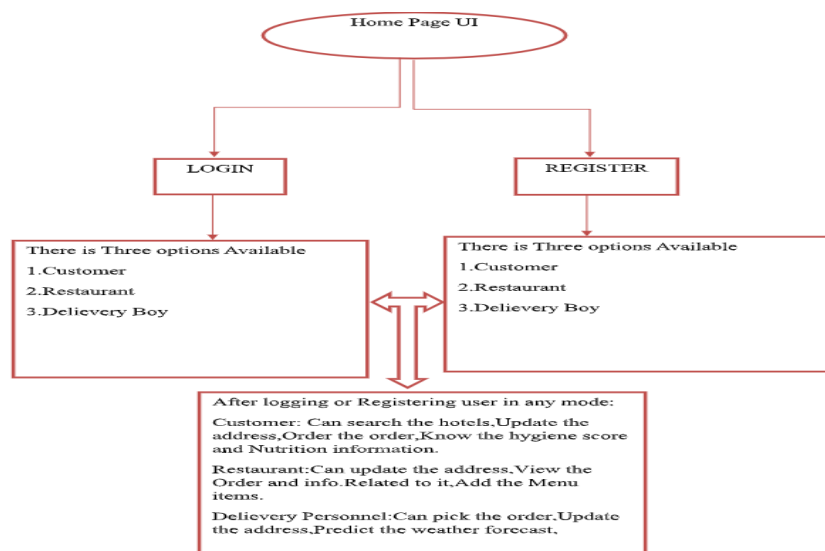 Home Page UI
LOGIN
REGISTER
There is Three options Available
1.Customer
2.Restaurant
3.Delievery Boy
There is Three options Available
1.Customer
2.Restaurant
3.Delievery Boy
After logging or Registering user in any mode:
Customer: Can search the hotels,Update the
address,Order the order,Know the hygiene score
and Nutrition information.
Restaurant:Can update the address,View the
Order and info.Related to it,Add the Menu
items.
Delievery Personnel:Can pick the order,Update
the address,Predict the weather forecast,